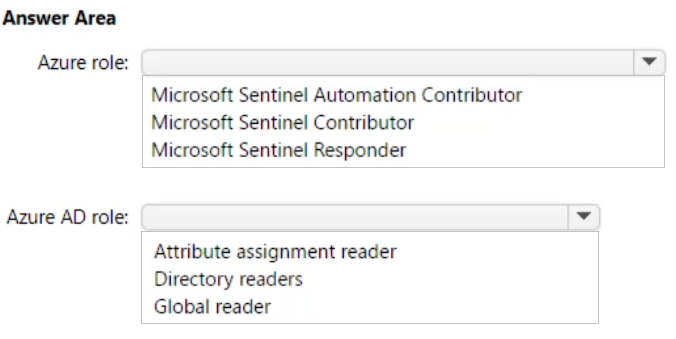 Answer Area
Azure role:
Microsoft Sentinel Automation Contributor
Microsoft Sentinel Contributor
Microsoft Sentinel Responder
Azure AD role:
Attribute assignment reader
Directory readers
Global reader